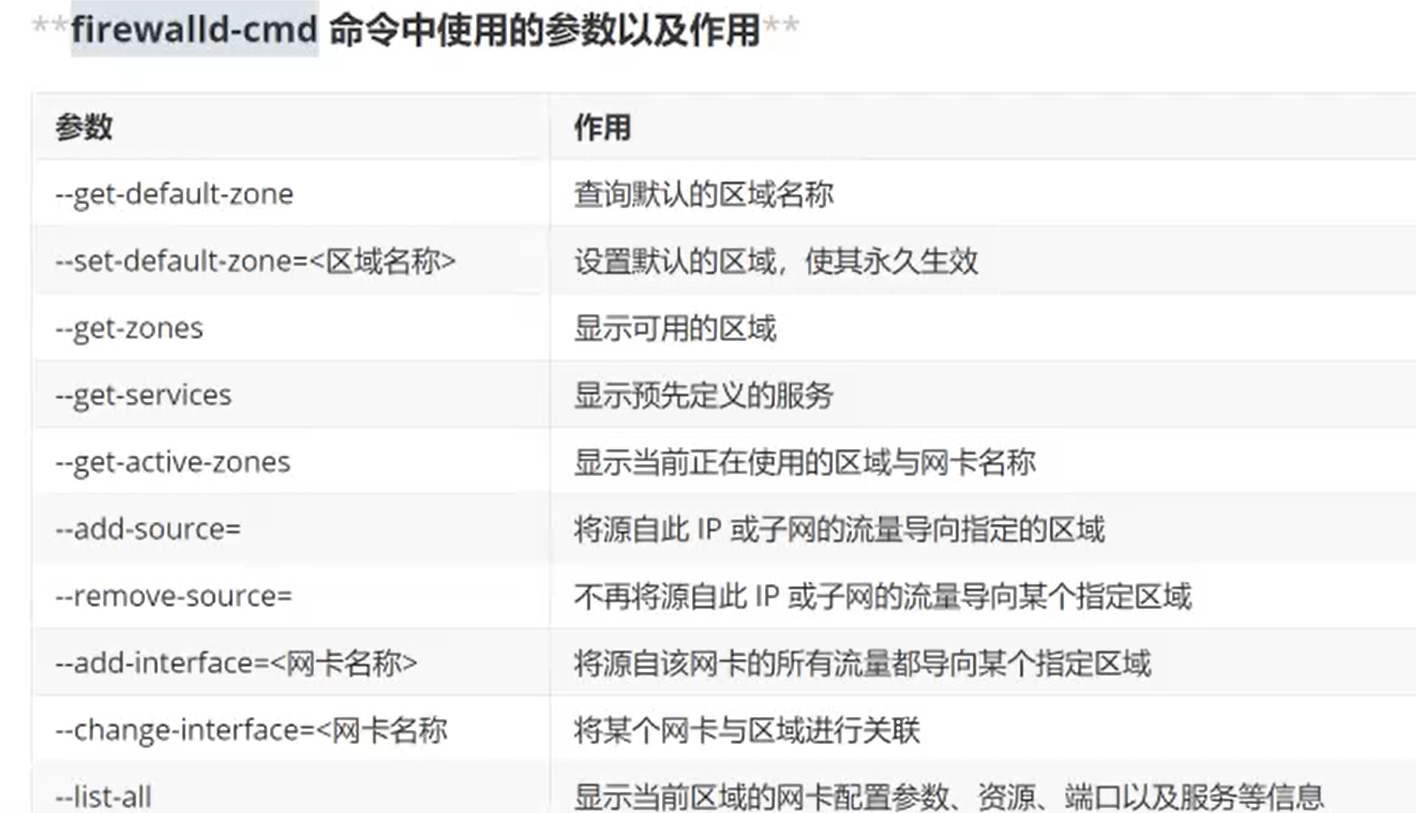 **firewalld-cmd 命令中使用的参数以及作用**
参数 作用
--get-default-zone 查询默认的区域名称
--set-default-zone=<区域名称> 设置默认的区域，使其永久生效
--get-zones 显示可用的区域
--get-services 显示预先定义的服务
--get-active-zones 显示当前正在使用的区域与网卡名称
--add-source= 将源自此 IP 或子网的流量导向指定的区域
--remove-source= 不再将源自此 IP 或子网的流量导向某个指定区域
--add-interface=<网卡名称> 将源自该网卡的所有流量都导向某个指定区域
--change-interface=<网卡名称 将某个网卡与区域进行关联
--list-all 显示当前区域的网卡配置参数、资源、端口以及服务等信息